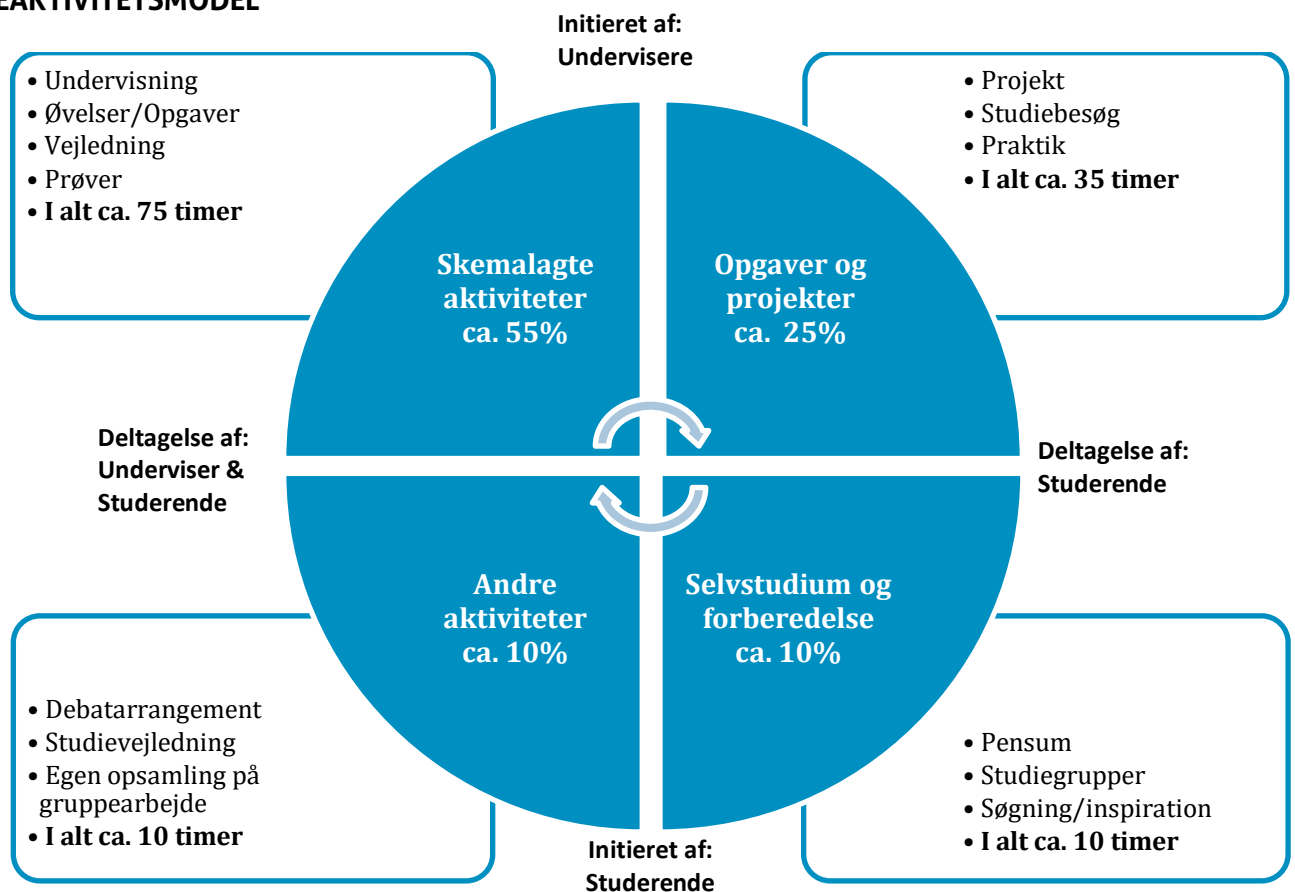 EAKTIVITETSMODEL
Initieret af:
Undervisere
• Undervisning
• Øvelser/Opgaver
• Vejledning
• Prøver
• I alt ca. 75 timer
• Projekt
• Studiebesøg
• Praktik
• I alt ca. 35 timer
Skemalagte
aktiviteter
ca. 55%
Opgaver og
projekter
ca. 25%
Deltagelse af:
Underviser &
Studerende
Deltagelse af:
Studerende
Andre
aktiviteter
ca. 10%
Selvstudium og
forberedelse
ca. 10%
• Debatarrangement
• Studievejledning
• Egen opsamling på
gruppearbejde
• I alt ca. 10 timer
• Pensum
• Studiegrupper
• Søgning/inspiration
• I alt ca. 10 timer
Initieret af:
Studerende